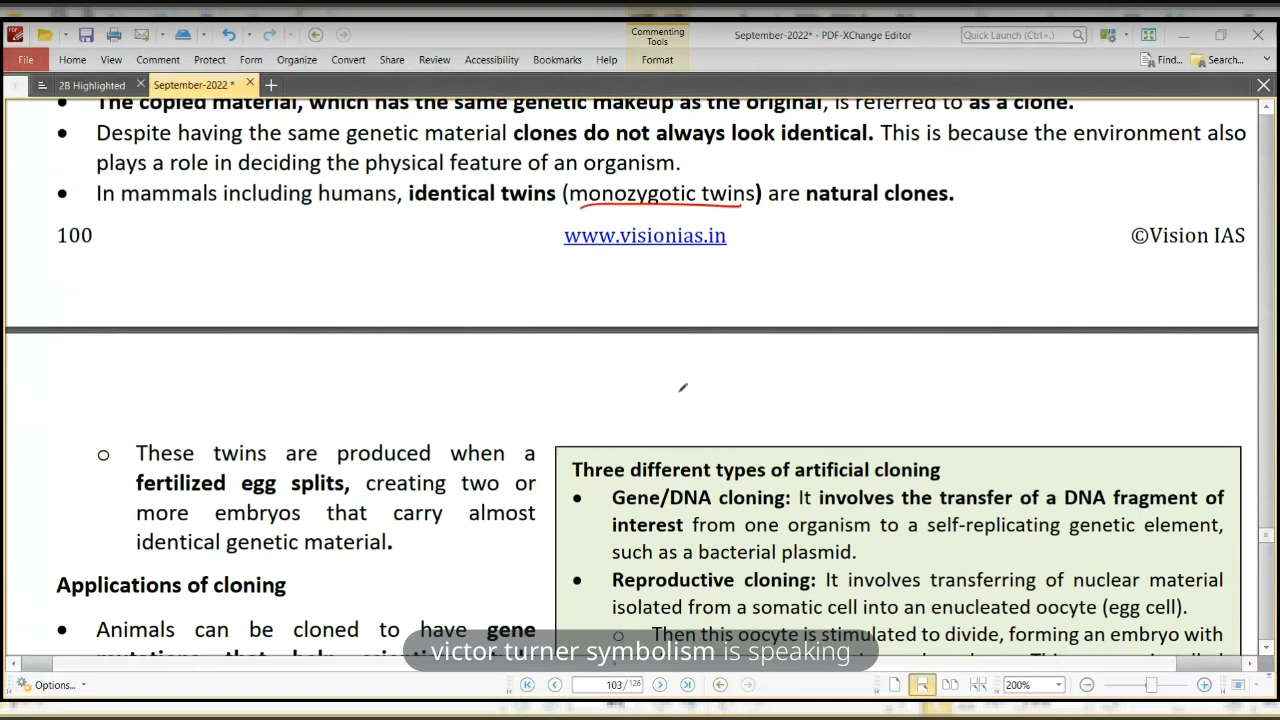 Commenting Tools
September-2022* - PDF-XChange Editor
Quick Launch (Ctrl+.)
File Home View Comment Protect Form Organize Convert Share Review Accessibility Bookmarks Help Format Find... Search...
2B Highlighted September-2022 *
• The copied material, which has the same genetic makeup as the original, is referred to as a clone.
• Despite having the same genetic material clones do not always look identical. This is because the environment also
plays a role in deciding the physical feature of an organism.
• In mammals including humans, identical twins (monozygotic twins) are natural clones.
100 www.visionias.in ©Vision IAS
o These twins are produced when a
fertilized egg splits, creating two or
more embryos that carry almost
identical genetic material.
Applications of cloning
• Animals can be cloned to have gene
mutations that help
Three different types of artificial cloning
• Gene/DNA cloning: It involves the transfer of a DNA fragment of
interest from one organism to a self-replicating genetic element,
such as a bacterial plasmid.
• Reproductive cloning: It involves transferring of nuclear material
isolated from a somatic cell into an enucleated oocyte (egg cell).
o Then this oocyte is stimulated to divide, forming an embryo with
victor turner symbolism is speaking
Options... 103 / 126 200%